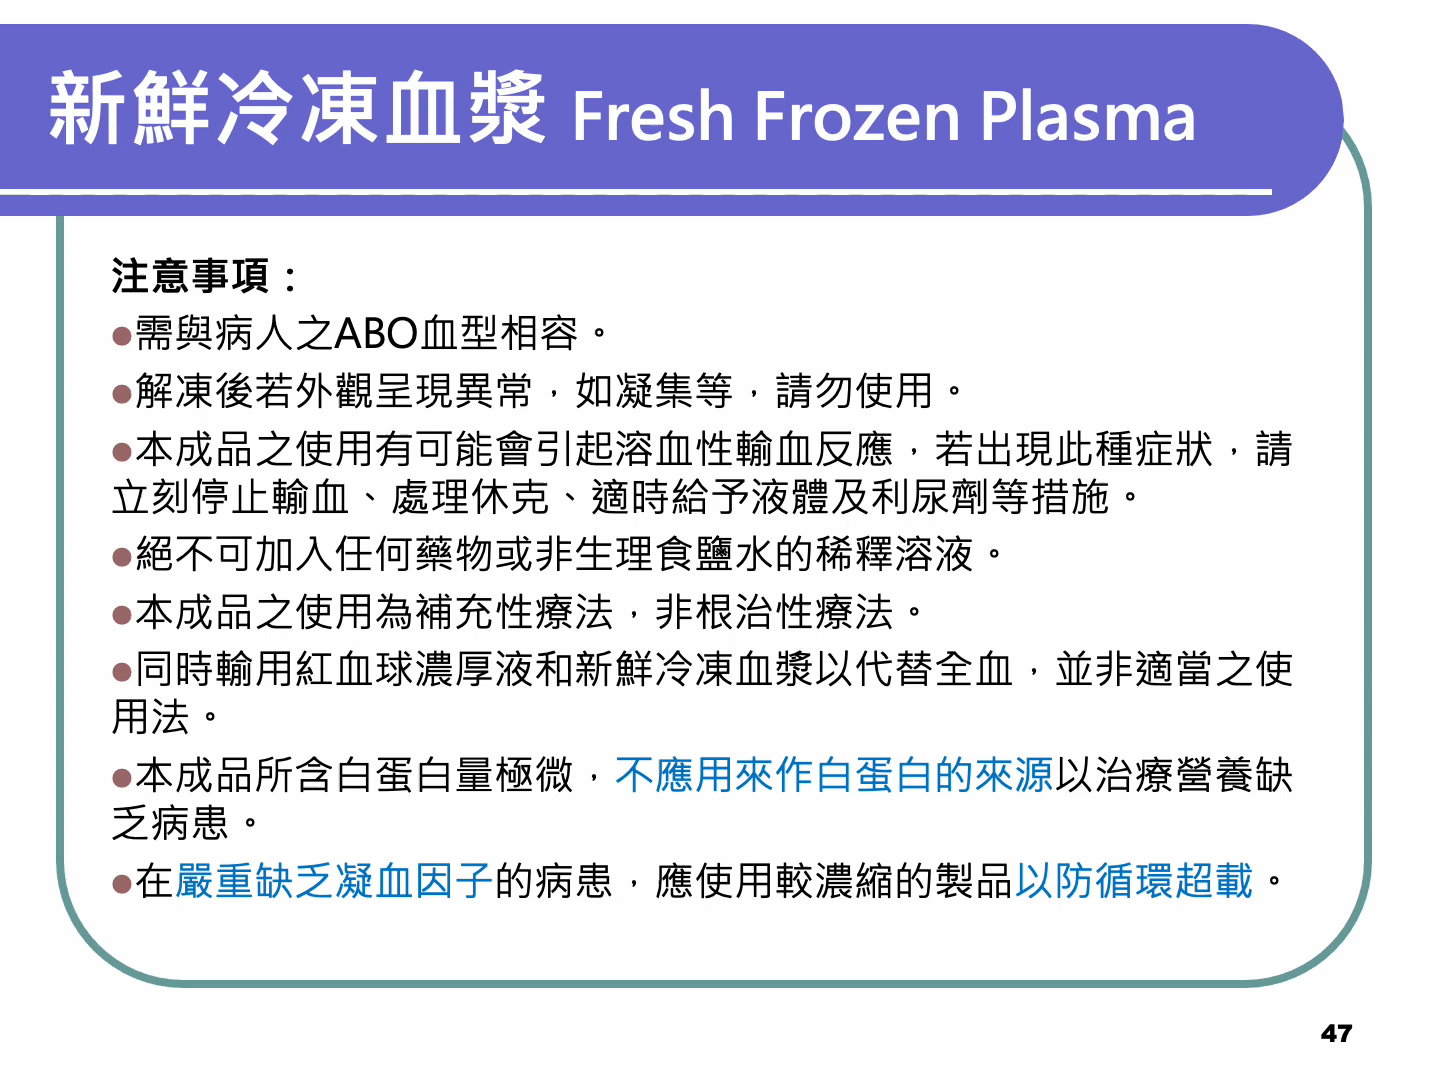 新鮮冷凍血漿 Fresh Frozen Plasma
注意事項：
●需與病人之ABO血型相容。
●解凍後若外觀呈現異常，如凝集等，請勿使用。
●本成品之使用有可能會引起溶血性輸血反應，若出現此種症狀，請
立刻停止輸血、處理休克、適時給予液體及利尿劑等措施。
●絕不可加入任何藥物或非生理食鹽水的稀釋溶液。
●本成品之使用為補充性療法，非根治性療法。
●同時輸用紅血球濃厚液和新鮮冷凍血漿以代替全血，並非適當之使
用法。
●本成品所含白蛋白量極微，不應用來作白蛋白的來源以治療營養缺
乏病患。
●在嚴重缺乏凝血因子的病患，應使用較濃縮的製品以防循環超載。
47